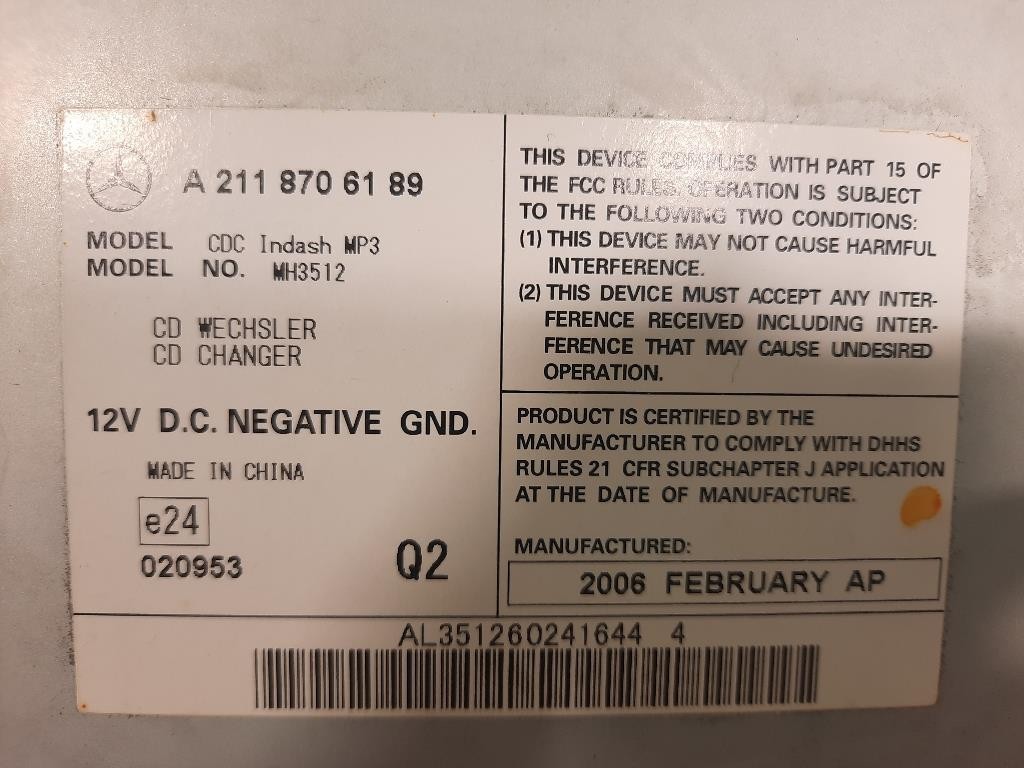 A 211 870 61 89
MODEL CDC Indash MP3
MODEL NO. MH3512
CD WECHSLER
CD CHANGER
12V D.C. NEGATIVE GND.
MADE IN CHINA
e24
020953
Q2
THIS DEVICE COMPLIES WITH PART 15 OF
THE FCC RULES. OPERATION IS SUBJECT
TO THE FOLLOWING TWO CONDITIONS:
(1) THIS DEVICE MAY NOT CAUSE HARMFUL
INTERFERENCE.
(2) THIS DEVICE MUST ACCEPT ANY INTER-
FERENCE RECEIVED INCLUDING INTER-
FERENCE THAT MAY CAUSE UNDESIRED
OPERATION.
PRODUCT IS CERTIFIED BY THE
MANUFACTURER TO COMPLY WITH DHHS
RULES 21 CFR SUBCHAPTER J APPLICATION
AT THE DATE OF MANUFACTURE.
MANUFACTURED:
2006 FEBRUARY AP
AL351260241644 4